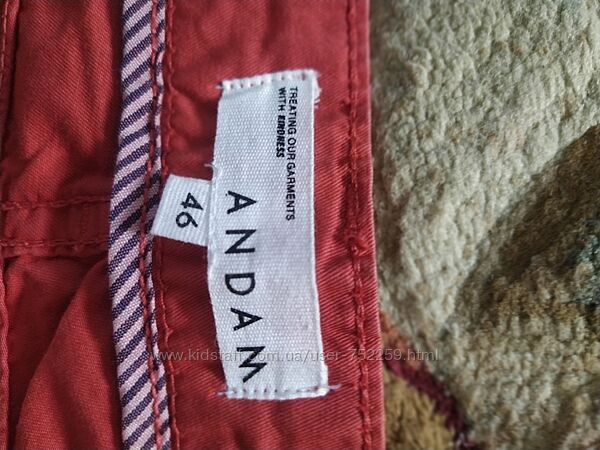 TREATING OUR GARMENTS
WITH KINDNESS
ANDAM
46
www.kidstaff.com.ua/user-752259.html